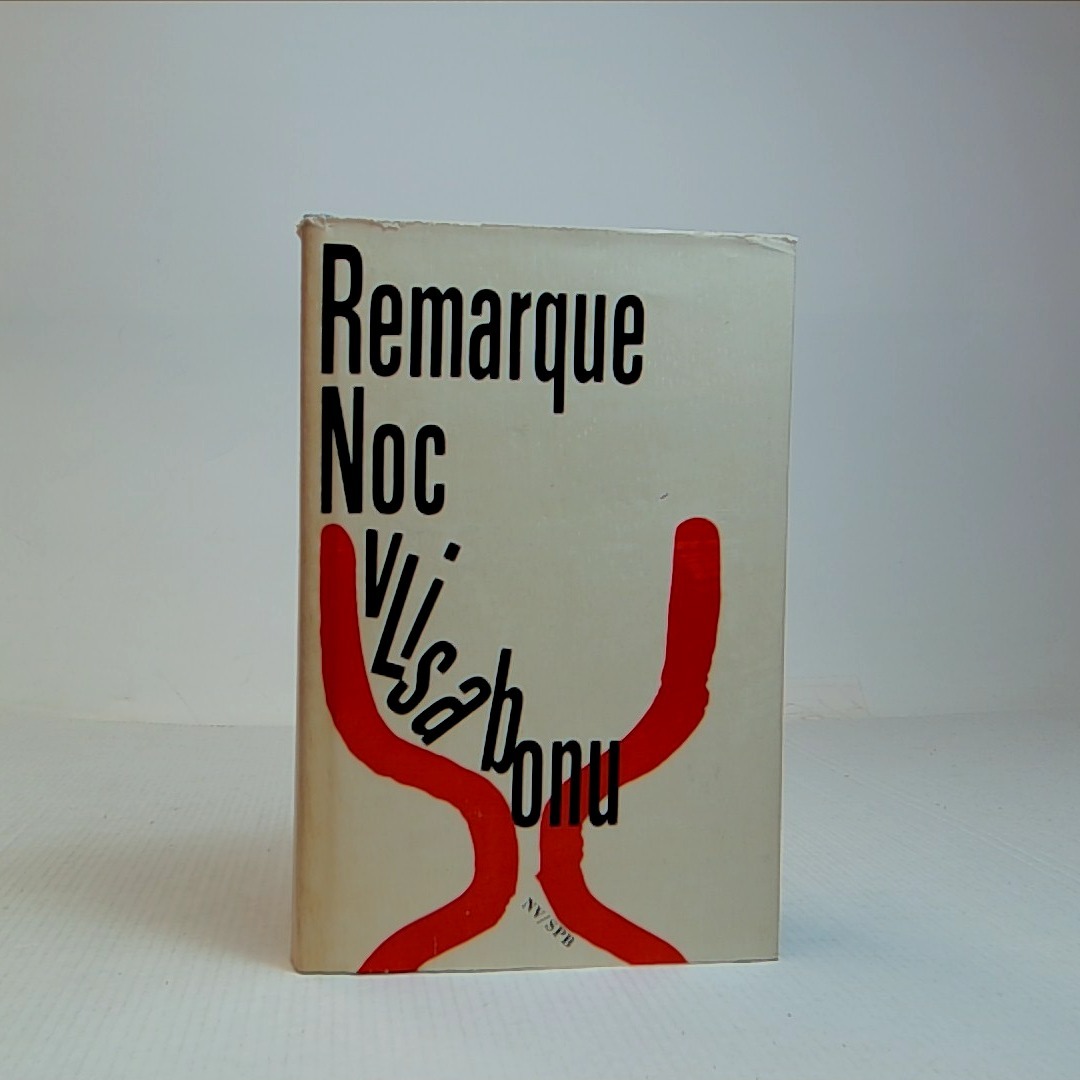 Remarque
Noc
v Lisabonu
NV/SPB